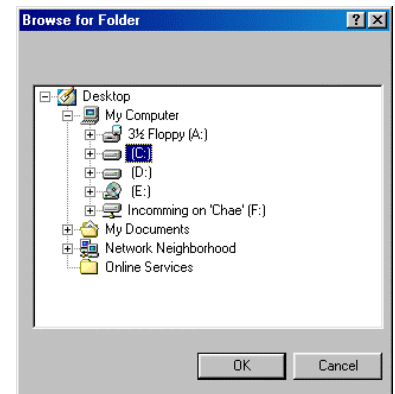 Browse for Folder
Desktop
My Computer
3½ Floppy (A:)
(C:)
(D:)
(E:)
Incomming on 'Chae' (F:)
My Documents
Network Neighborhood
Online Services
OK Cancel